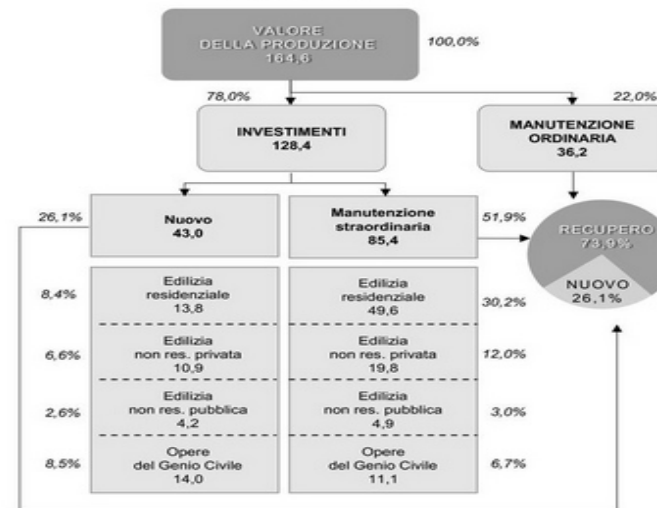 VALORE
DELLA PRODUZIONE
164,6
100,0%
78,0%
22,0%
INVESTIMENTI
128,4
MANUTENZIONE
ORDINARIA
36,2
26,1%
Nuovo
43,0
Manutenzione
straordinaria
85,4
51,9%
RECUPERO
73,9%
NUOVO
26,1%
8,4%
Edilizia
residenziale
13,8
Edilizia
residenziale
49,6
30,2%
6,6%
Edilizia
non res. privata
10,9
Edilizia
non res. privata
19,8
12,0%
2,6%
Edilizia
non res. pubblica
4,2
Edilizia
non res. pubblica
4,9
3,0%
8,5%
Opere
del Genio Civile
14,0
Opere
del Genio Civile
11,1
6,7%